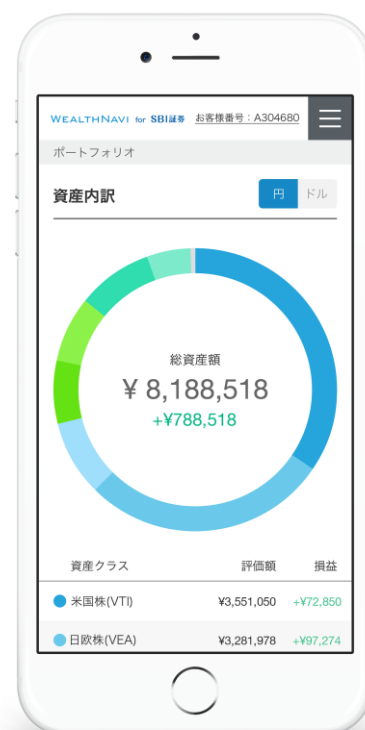 WEALTHNAVI for SBI証券 お客様番号：A304680
ポートフォリオ
資産内訳 円 ドル
総資産額
¥ 8,188,518
+¥788,518
資産クラス 評価額 損益
米国株(VTI) ¥3,551,050 +¥72,850
日欧株(VEA) ¥3,281,978 +¥97,274